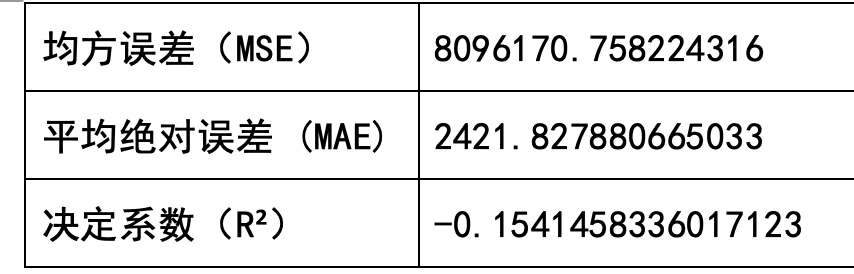 均方误差（MSE） 8096170.758224316
平均绝对误差 (MAE) 2421.827880665033
决定系数（R²） -0.1541458336017123